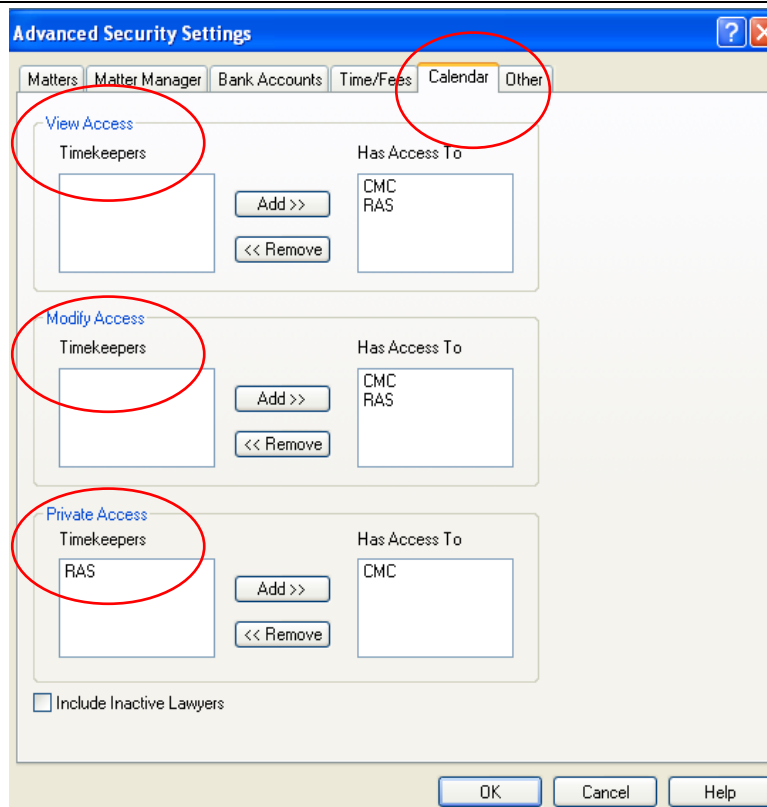 Advanced Security Settings
Matters Matter Manager Bank Accounts Time/Fees Calendar Other
View Access
Timekeepers Has Access To
CMC
Add >> RAS
<< Remove
Modify Access
Timekeepers Has Access To
CMC
Add >> RAS
<< Remove
Private Access
Timekeepers Has Access To
RAS CMC
Add >>
<< Remove
Include Inactive Lawyers
OK Cancel Help